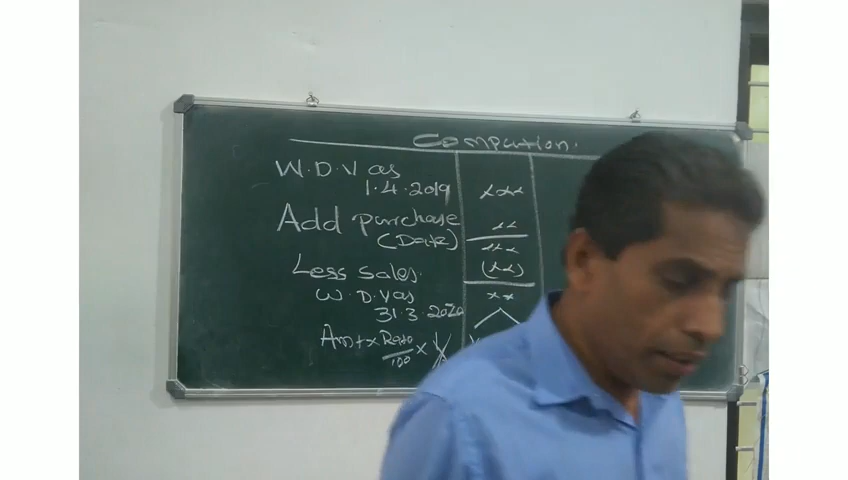 Compution.
W.D.V as
1.4.2019 xxx
Add purchase xx
(Date) xxx
Less sales. (xx)
W.D.V as xx
31.3.2020
Amt x Rate
100 x